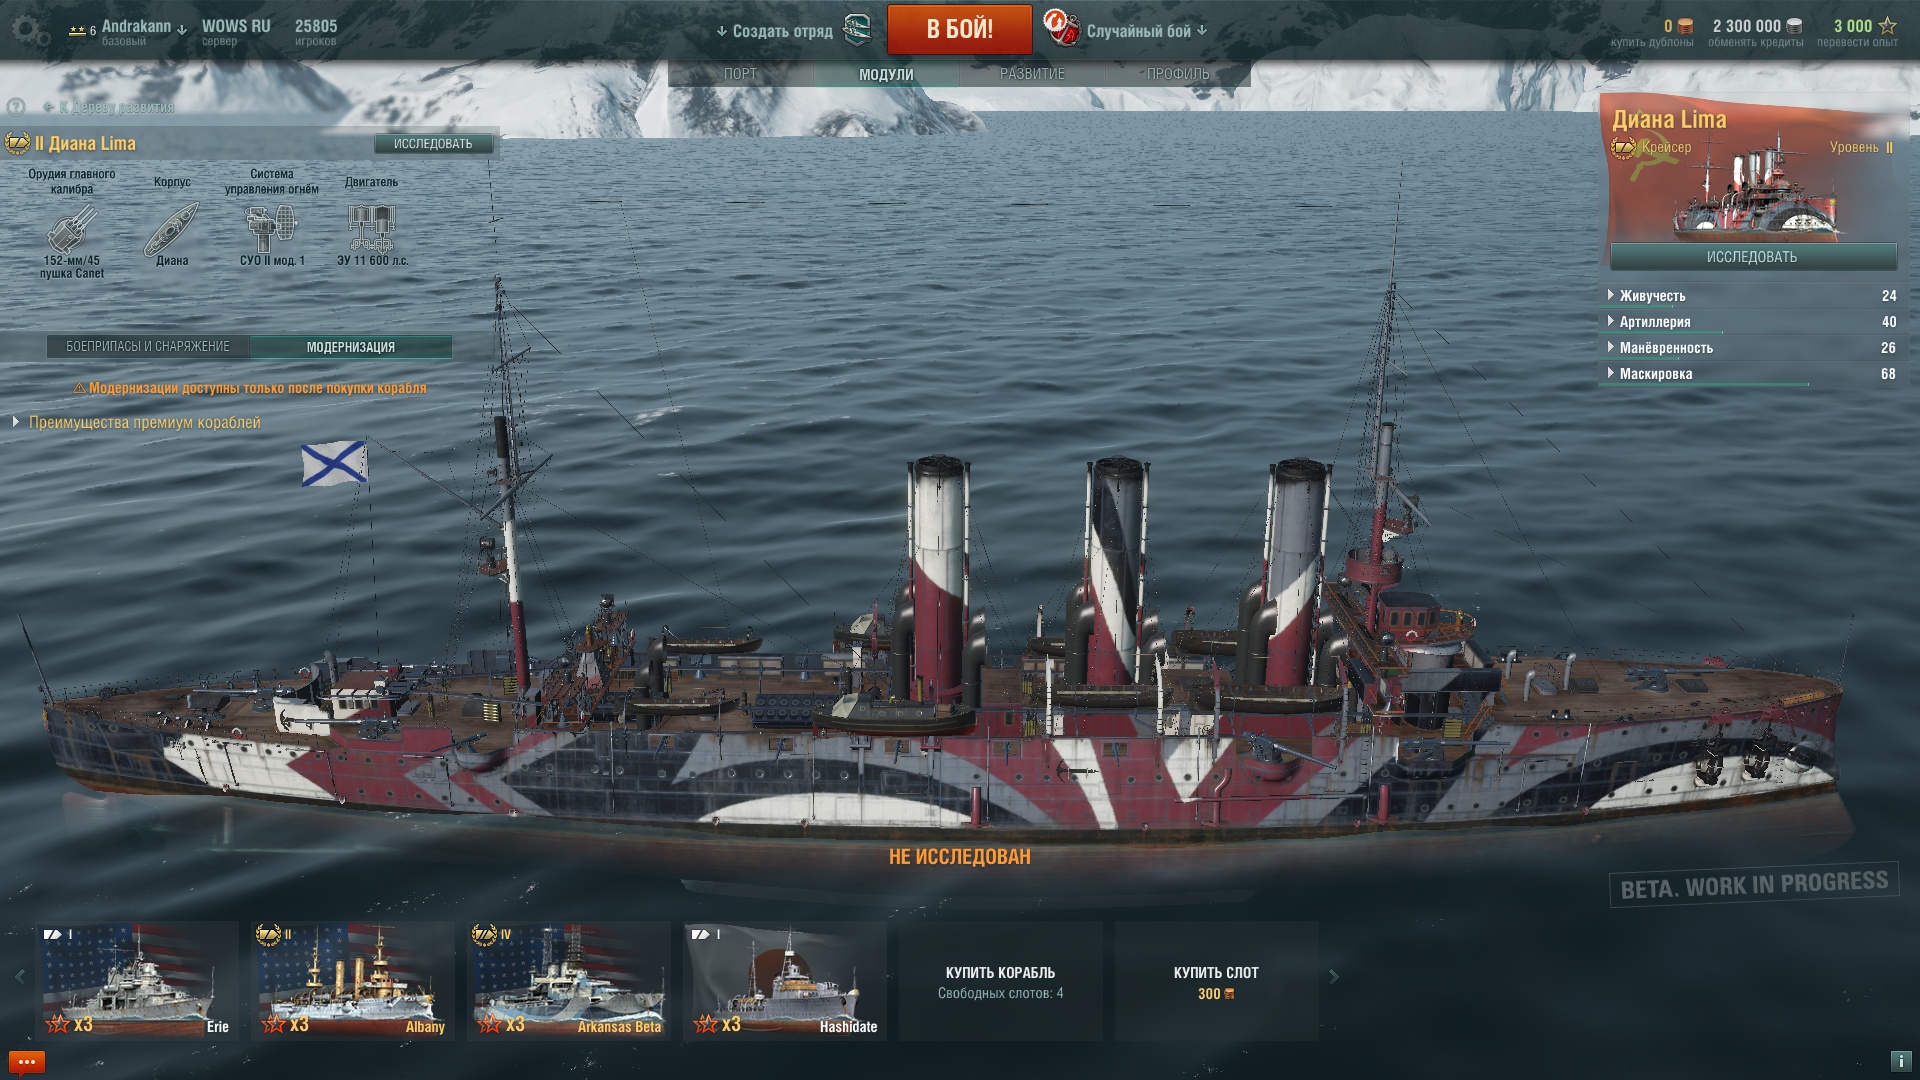 6 Andrakann
базовый
WOWS RU
сервер
25805
игроков
Создать отряд
В БОЙ!
Случайный бой
0
купить дублоны
2 300 000
обменять кредиты
3 000
перевести опыт
ПОРТ
МОДУЛИ
РАЗВИТИЕ
ПРОФИЛЬ
? К Дереву развития
II Диана Lima
ИССЛЕДОВАТЬ
Орудия главного
калибра
Корпус
Система
управления огнём
Двигатель
152-мм/45
пушка Canet
Диана
СУО II мод. 1
ЭУ 11 600 л.с.
БОЕПРИПАСЫ И СНАРЯЖЕНИЕ
МОДЕРНИЗАЦИЯ
Модернизации доступны только после покупки корабля
Преимущества премиум кораблей
Диана Lima
Крейсер
Уровень II
ИССЛЕДОВАТЬ
Живучесть 24
Артиллерия 40
Манёвренность 26
Маскировка 68
НЕ ИССЛЕДОВАН
BETA. WORK IN PROGRESS
I
x3
Erie
II
x3
Albany
IV
x3
Arkansas Beta
I
x3
Hashidate
КУПИТЬ КОРАБЛЬ
Свободных слотов: 4
КУПИТЬ СЛОТ
300
i